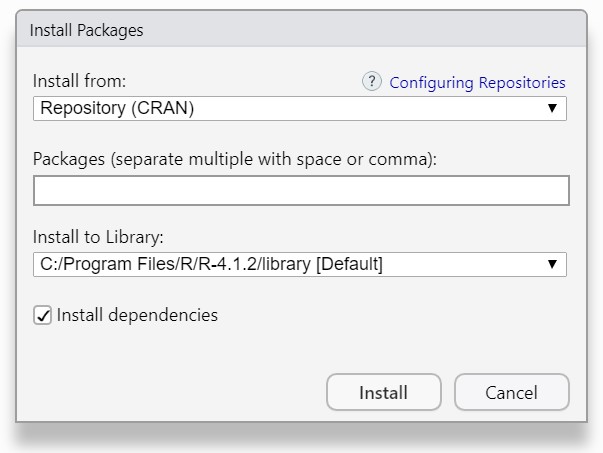 Install Packages
Install from:
? Configuring Repositories
Repository (CRAN)
Packages (separate multiple with space or comma):
Install to Library:
C:/Program Files/R/R-4.1.2/library [Default]
Install dependencies
Install
Cancel